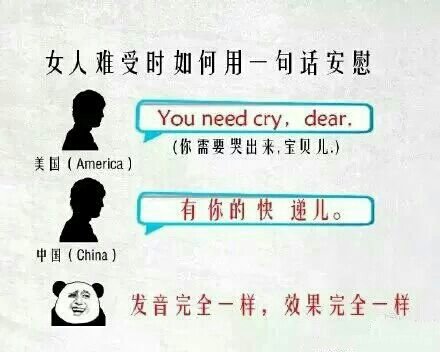 女人难受时如何用一句话安慰
You need cry, dear.
(你需要哭出来,宝贝儿.)
美国(America)
有你的快 递儿。
中国(China)
发音完全一样，效果完全一样